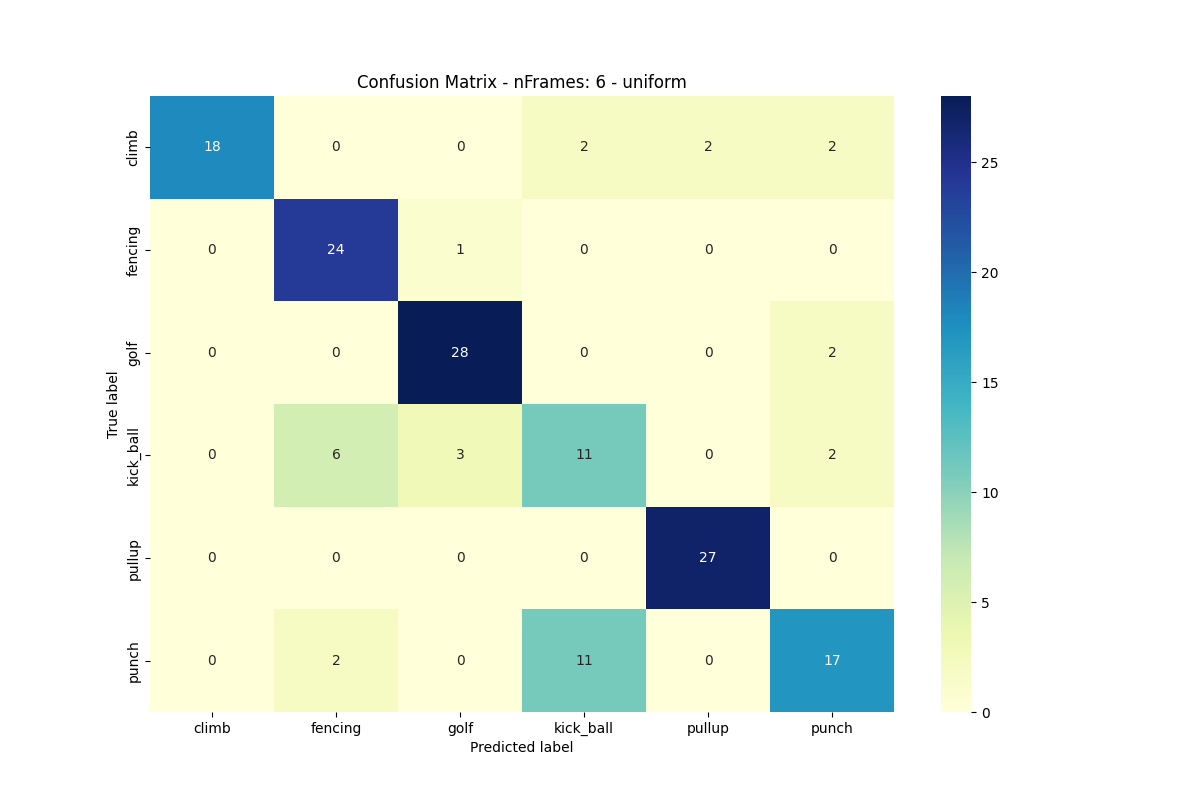 Confusion Matrix - nFrames: 6 - uniform
True label
climb 18 0 0 2 2 2
fencing 0 24 1 0 0 0
golf 0 0 28 0 0 2
kick_ball 0 6 3 11 0 2
pullup 0 0 0 0 27 0
punch 0 2 0 11 0 17
climb fencing golf kick_ball pullup punch
Predicted label
25
20
15
10
5
0